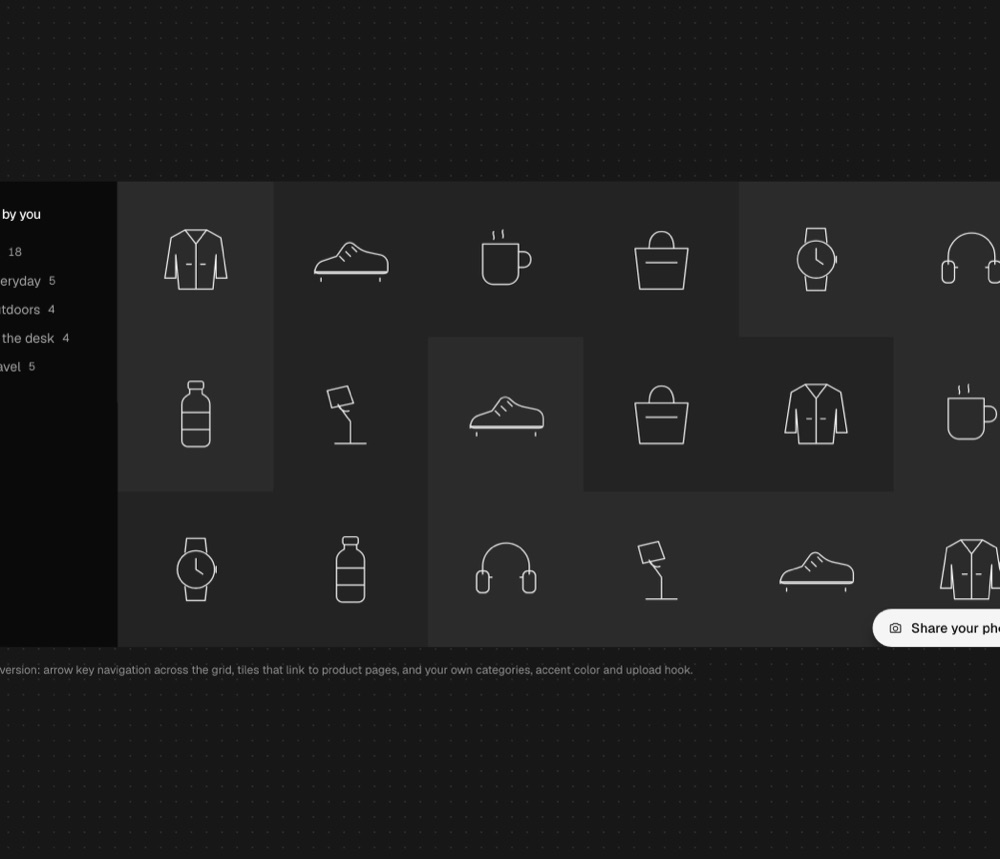 by you
18
eryday 5
tdoors 4
the desk 4
avel 5
Share your pho
version: arrow key navigation across the grid, tiles that link to product pages, and your own categories, accent color and upload hook.